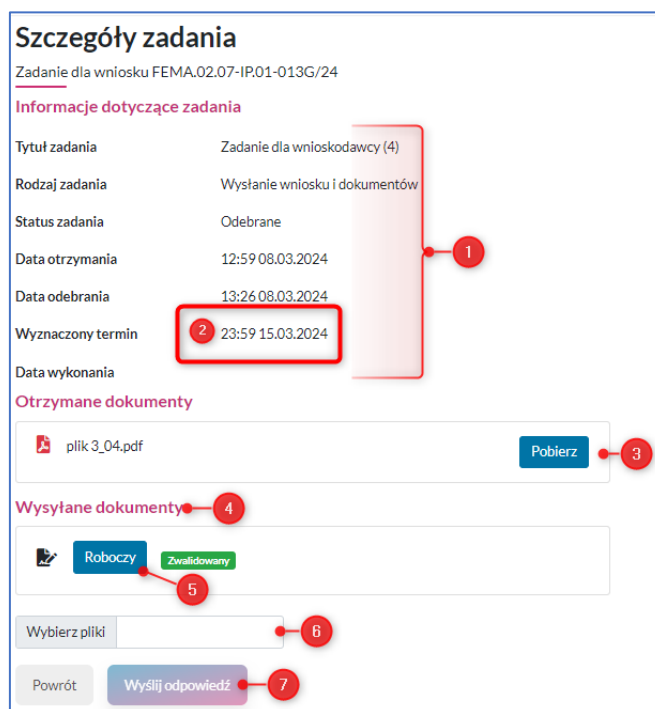 Szczegóły zadania
Zadanie dla wniosku FEMA.02.07-IP.01-013G/24
Informacje dotyczące zadania
Tytuł zadania Zadanie dla wnioskodawcy (4)
Rodzaj zadania Wysłanie wniosku i dokumentów
Status zadania Odebrane
Data otrzymania 12:59 08.03.2024
1
Data odebrania 13:26 08.03.2024
Wyznaczony termin 2 23:59 15.03.2024
Data wykonania
Otrzymane dokumenty
plik 3_04.pdf Pobierz 3
Wysyłane dokumenty 4
Roboczy Zwalidowany
5
Wybierz pliki 6
Powrót Wyślij odpowiedź 7